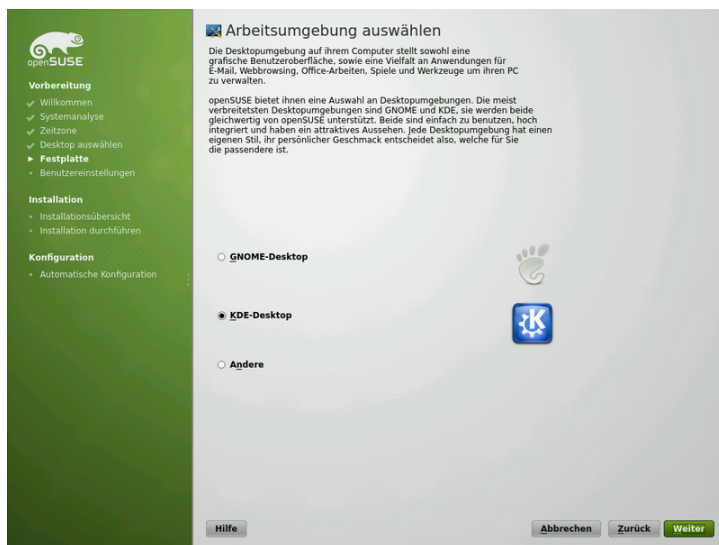 openSUSE
Vorbereitung
Willkommen
Systemanalyse
Zeitzone
Desktop auswählen
Festplatte
Benutzereinstellungen
Installation
Installationsübersicht
Installation durchführen
Konfiguration
Automatische Konfiguration
Arbeitsumgebung auswählen
Die Desktopumgebung auf ihrem Computer stellt sowohl eine
grafische Benutzeroberfläche, sowie eine Vielfalt an Anwendungen für
E-Mail, Webbrowsing, Office-Arbeiten, Spiele und Werkzeuge um ihren PC
zu verwalten.
openSUSE bietet ihnen eine Auswahl an Desktopumgebungen. Die meist
verbreitetsten Desktopumgebungen sind GNOME und KDE, sie werden beide
gleichwertig von openSUSE unterstützt. Beide sind einfach zu benutzen, hoch
integriert und haben ein attraktives Aussehen. Jede Desktopumgebung hat einen
eigenen Stil, ihr persönlicher Geschmack entscheidet also, welche für Sie
die passendere ist.
GNOME-Desktop
KDE-Desktop
Andere
Hilfe
Abbrechen
Zurück
Weiter